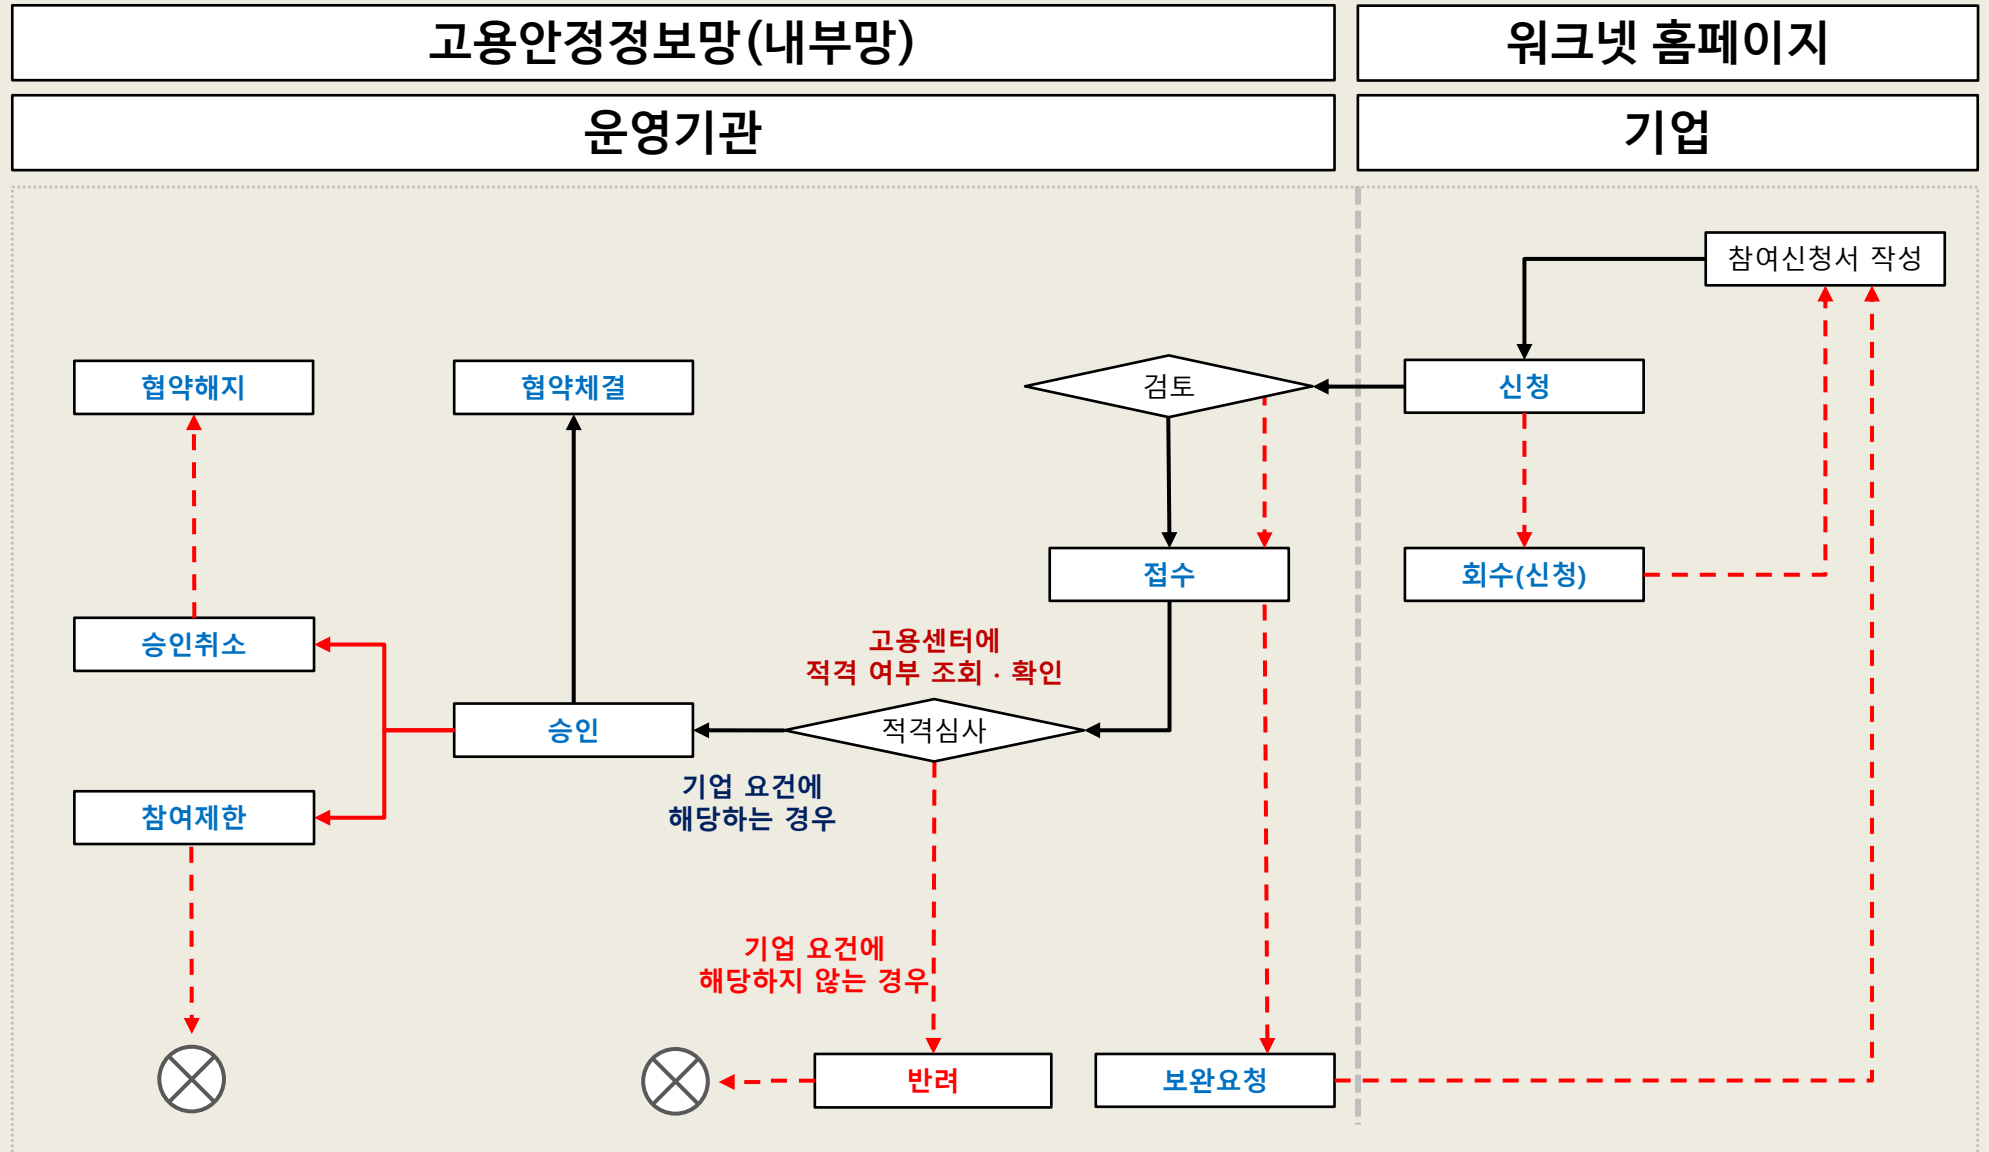 고용안정정보망(내부망)
워크넷 홈페이지
운영기관
기업
참여신청서 작성
협약해지
협약체결
검토
신청
접수
회수(신청)
승인취소
고용센터에
적격 여부 조회 · 확인
승인
적격심사
기업 요건에
해당하는 경우
참여제한
기업 요건에
해당하지 않는 경우
반려
보완요청